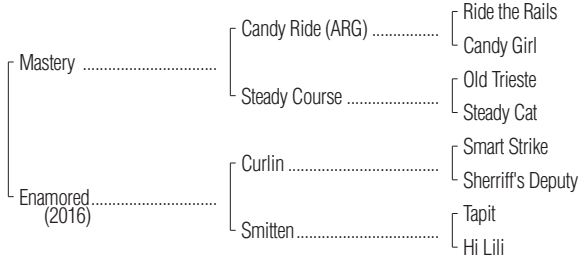 Ride the Rails
Candy Ride (ARG) ................
Candy Girl
Mastery ................................
Old Trieste
Steady Course ......................
Steady Cat
Smart Strike
Curlin ....................................
Sherriff's Deputy
Enamored..............................
(2016)
Tapit
Smitten..................................
Hi Lili